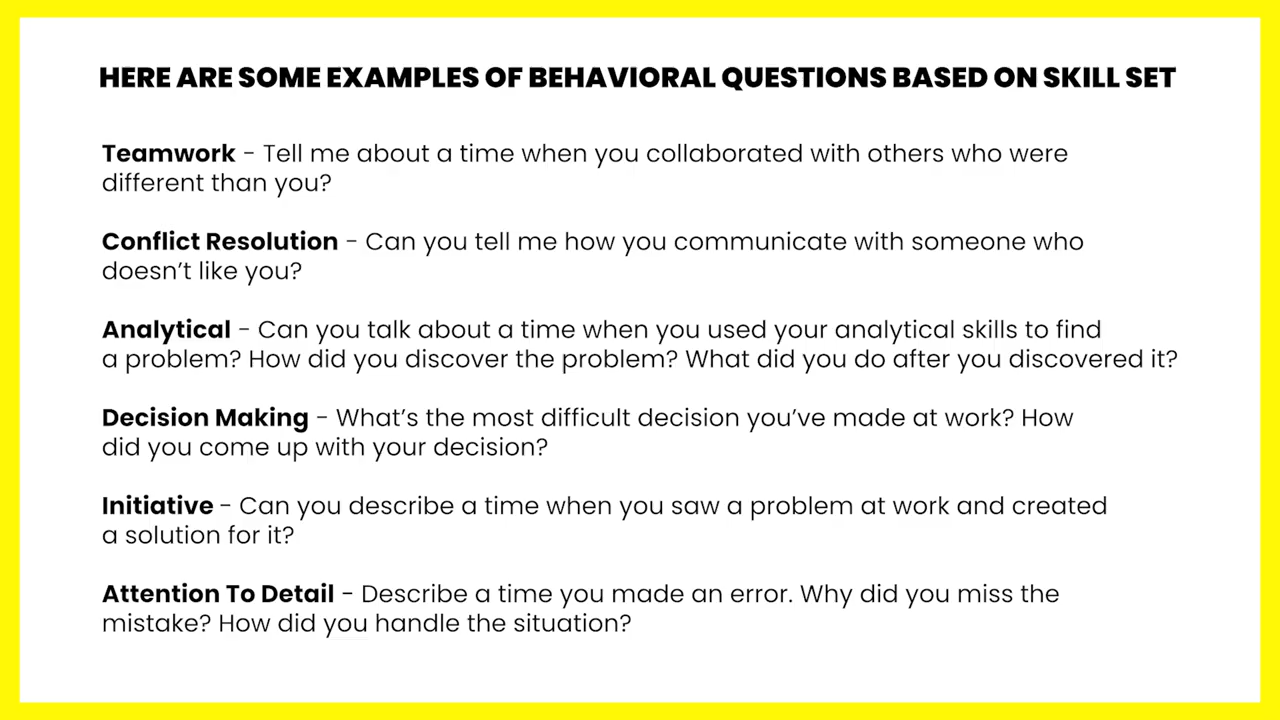 HERE ARE SOME EXAMPLES OF BEHAVIORAL QUESTIONS BASED ON SKILL SET
Teamwork - Tell me about a time when you collaborated with others who were
different than you?
Conflict Resolution - Can you tell me how you communicate with someone who
doesn’t like you?
Analytical - Can you talk about a time when you used your analytical skills to find
a problem? How did you discover the problem? What did you do after you discovered it?
Decision Making - What’s the most difficult decision you’ve made at work? How
did you come up with your decision?
Initiative - Can you describe a time when you saw a problem at work and created
a solution for it?
Attention To Detail - Describe a time you made an error. Why did you miss the
mistake? How did you handle the situation?